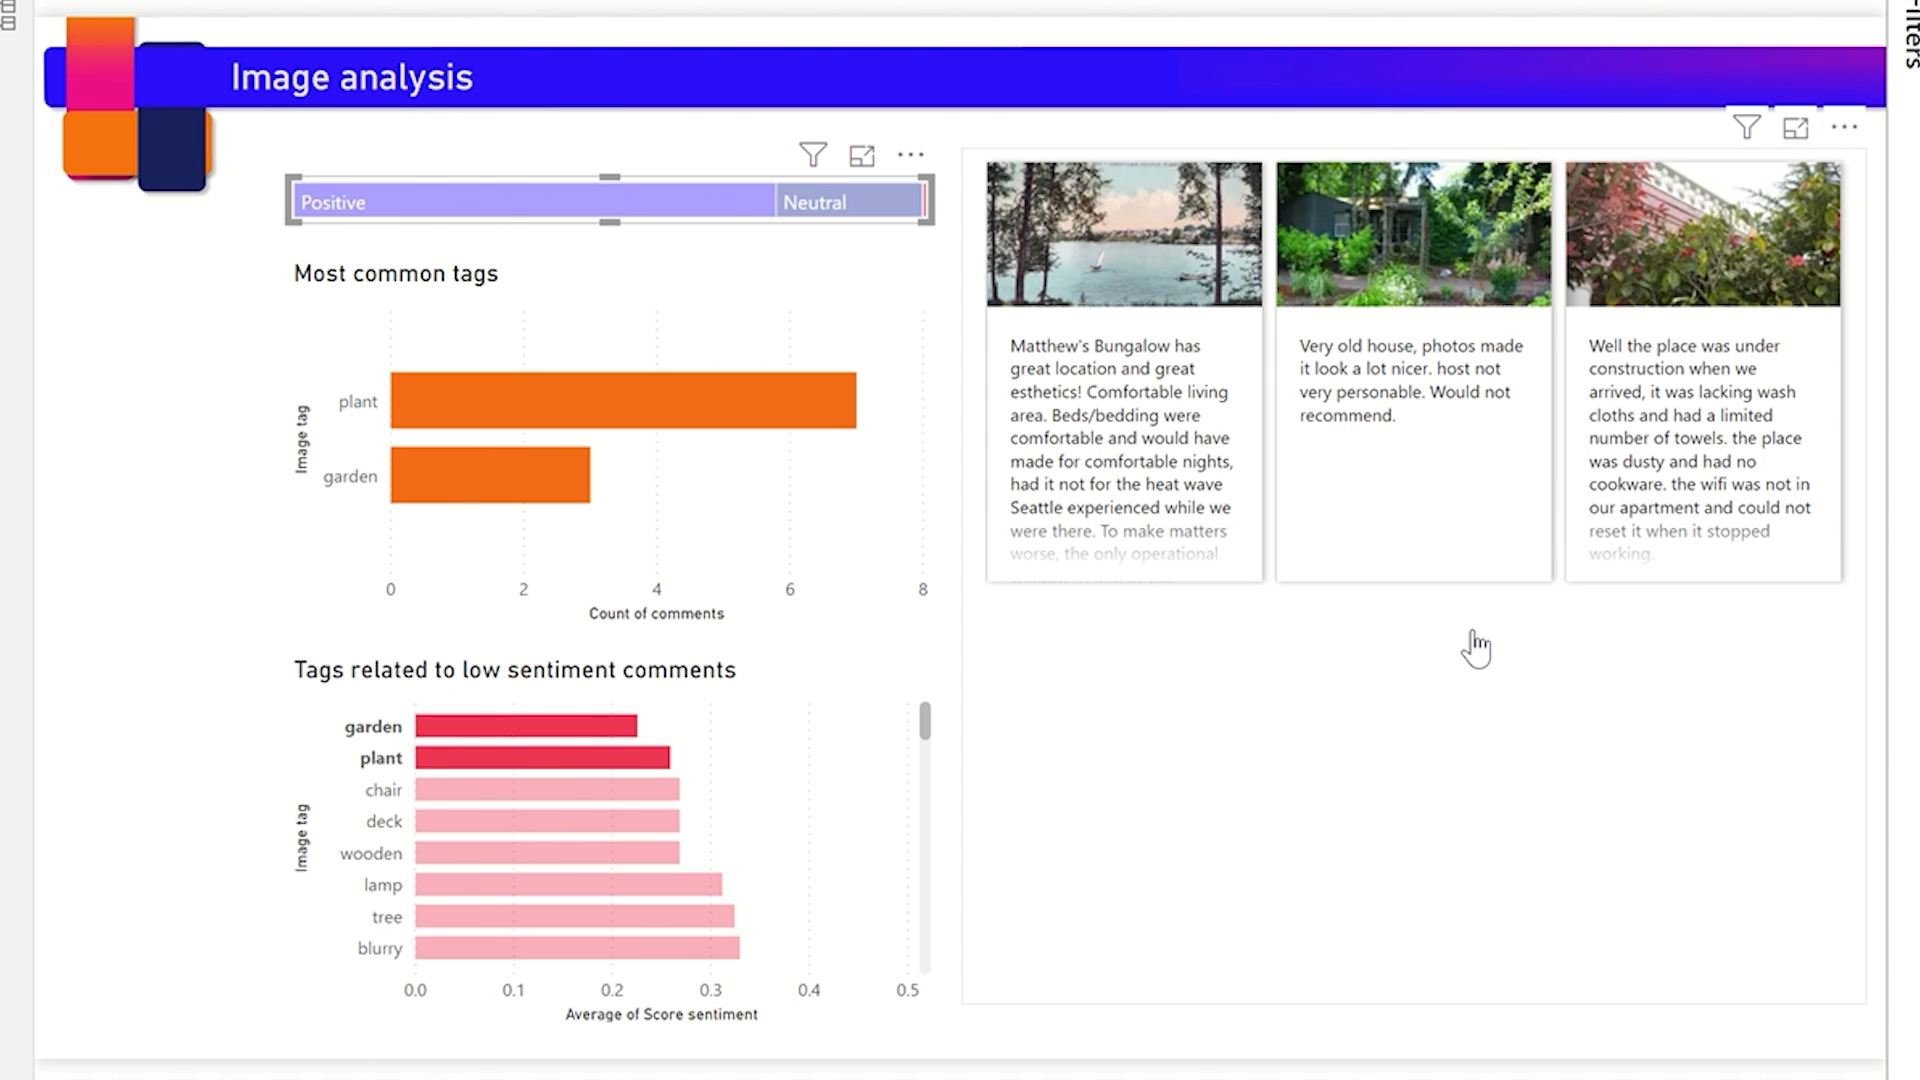 Filters
Image analysis
Positive
Neutral
Most common tags
Image tag
plant
garden
0 2 4 6 8
Count of comments
Tags related to low sentiment comments
Image tag
garden
plant
chair
deck
wooden
lamp
tree
blurry
0.0 0.1 0.2 0.3 0.4 0.5
Average of Score sentiment
Matthew's Bungalow has
great location and great
esthetics! Comfortable living
area. Beds/bedding were
comfortable and would have
made for comfortable nights,
had it not for the heat wave
Seattle experienced while we
were there. To make matters
worse, the only operational
Very old house, photos made
it look a lot nicer. host not
very personable. Would not
recommend.
Well the place was under
construction when we
arrived, it was lacking wash
cloths and had a limited
number of towels. the place
was dusty and had no
cookware. the wifi was not in
our apartment and could not
reset it when it stopped
working.